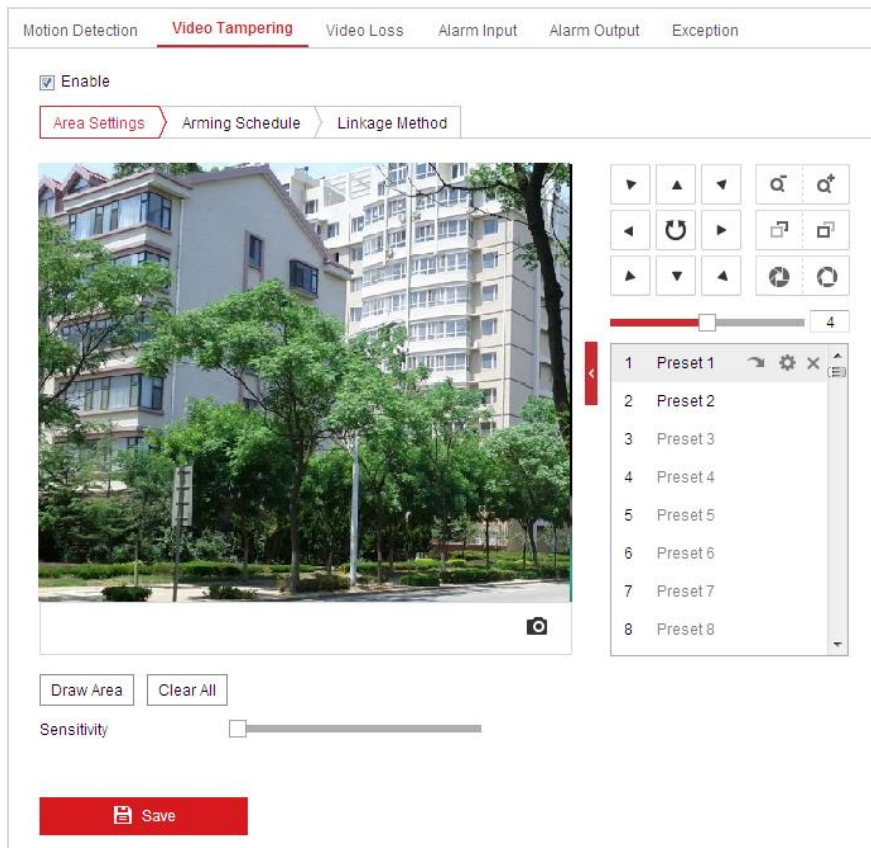 Motion Detection Video Tampering Video Loss Alarm Input Alarm Output Exception
Enable
Area Settings Arming Schedule Linkage Method
4
1 Preset 1
2 Preset 2
3 Preset 3
4 Preset 4
5 Preset 5
6 Preset 6
7 Preset 7
8 Preset 8
Draw Area Clear All
Sensitivity
Save